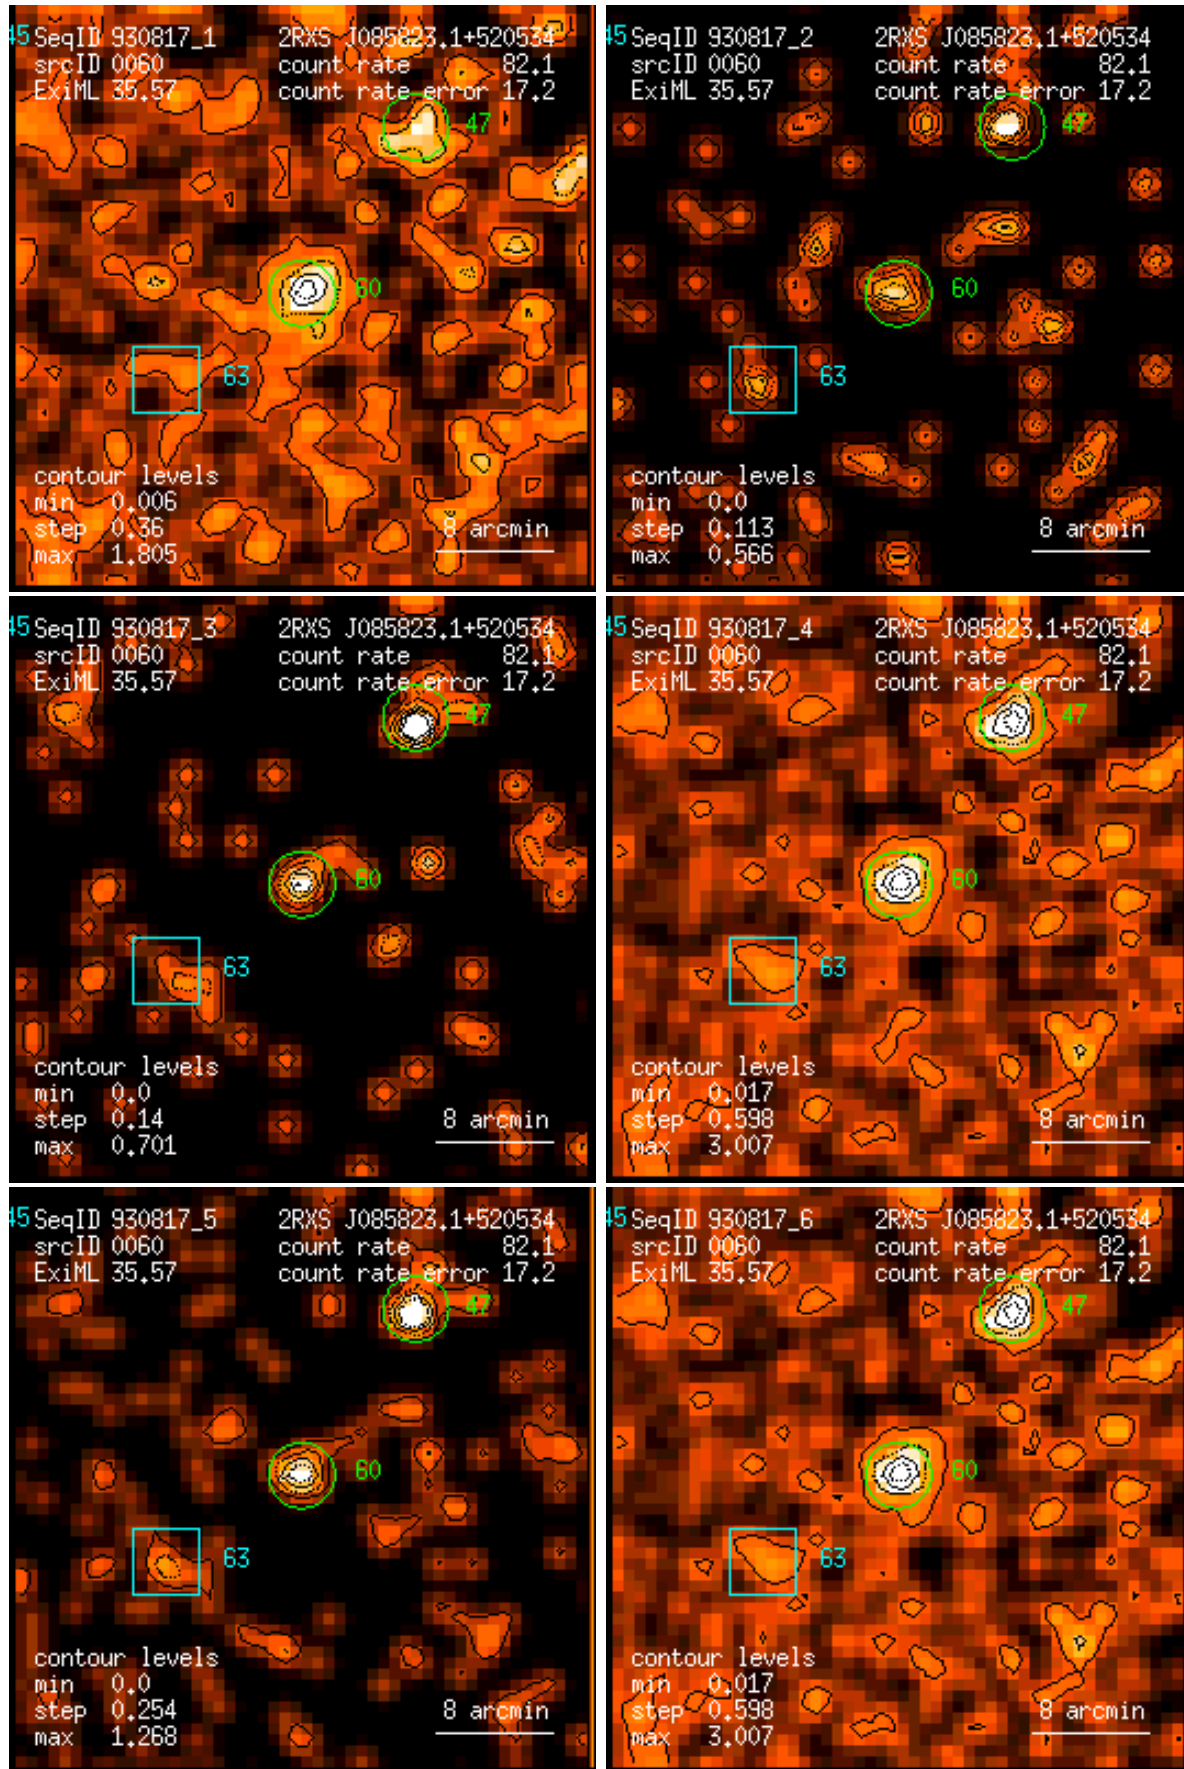 45 SeqID 930817_1 2RXS J085823.1+520534
srcID 0060 count rate 82.1
ExiML 35.57 count rate error 17.2
47
60
63
contour levels
min 0.006
step 0.36 8 arcmin
max 1.805
45 SeqID 930817_2 2RXS J085823.1+520534
srcID 0060 count rate 82.1
ExiML 35.57 count rate error 17.2
47
60
63
contour levels
min 0.0
step 0.113 8 arcmin
max 0.566
45 SeqID 930817_3 2RXS J085823.1+520534
srcID 0060 count rate 82.1
ExiML 35.57 count rate error 17.2
47
60
63
contour levels
min 0.0
step 0.14 8 arcmin
max 0.701
45 SeqID 930817_4 2RXS J085823.1+520534
srcID 0060 count rate 82.1
ExiML 35.57 count rate error 17.2
47
60
63
contour levels
min 0.017
step 0.598 8 arcmin
max 3.007
45 SeqID 930817_5 2RXS J085823.1+520534
srcID 0060 count rate 82.1
ExiML 35.57 count rate error 17.2
47
60
63
contour levels
min 0.0
step 0.254 8 arcmin
max 1.268
45 SeqID 930817_6 2RXS J085823.1+520534
srcID 0060 count rate 82.1
ExiML 35.57 count rate error 17.2
47
60
63
contour levels
min 0.017
step 0.598 8 arcmin
max 3.007